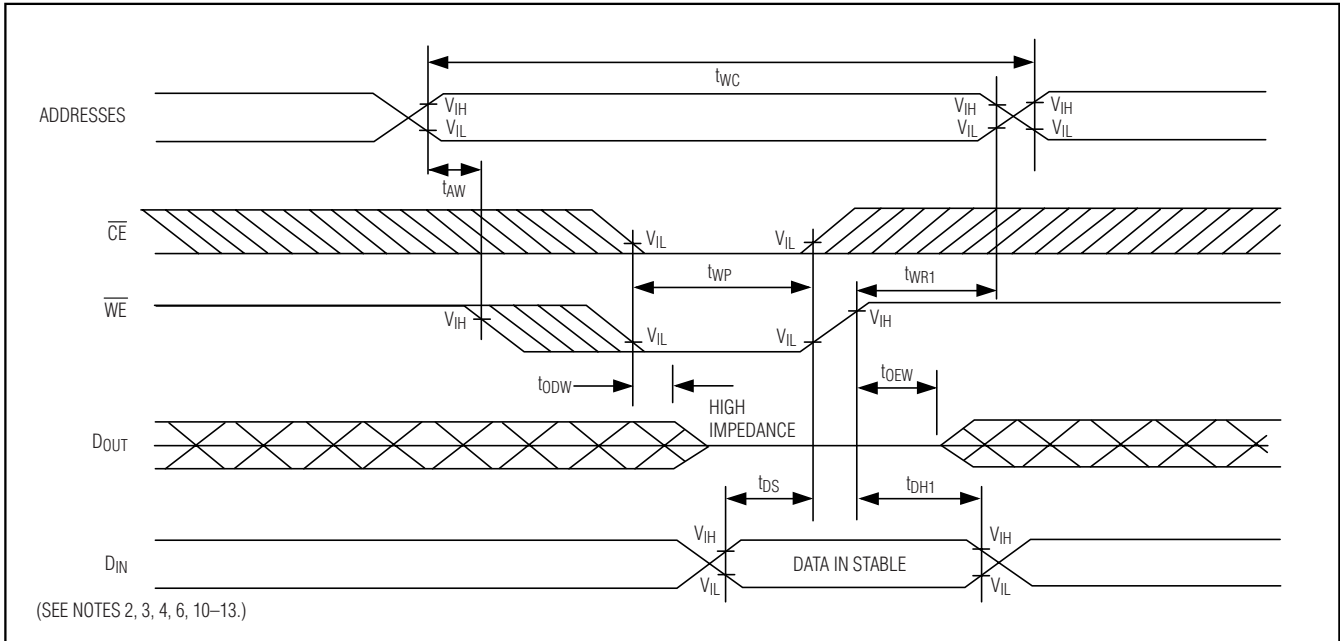 tWC
ADDRESSES
VIH
VIL
VIH
VIL
VIH
VIL
tAW
CE
VIL
VIL
tWP
tWR1
WE
VIH
VIL
VIL
VIH
tODW
tOEW
HIGH
IMPEDANCE
DOUT
tDS
tDH1
VIH
VIH
DIN
DATA IN STABLE
VIL
VIL
(SEE NOTES 2, 3, 4, 6, 10–13.)